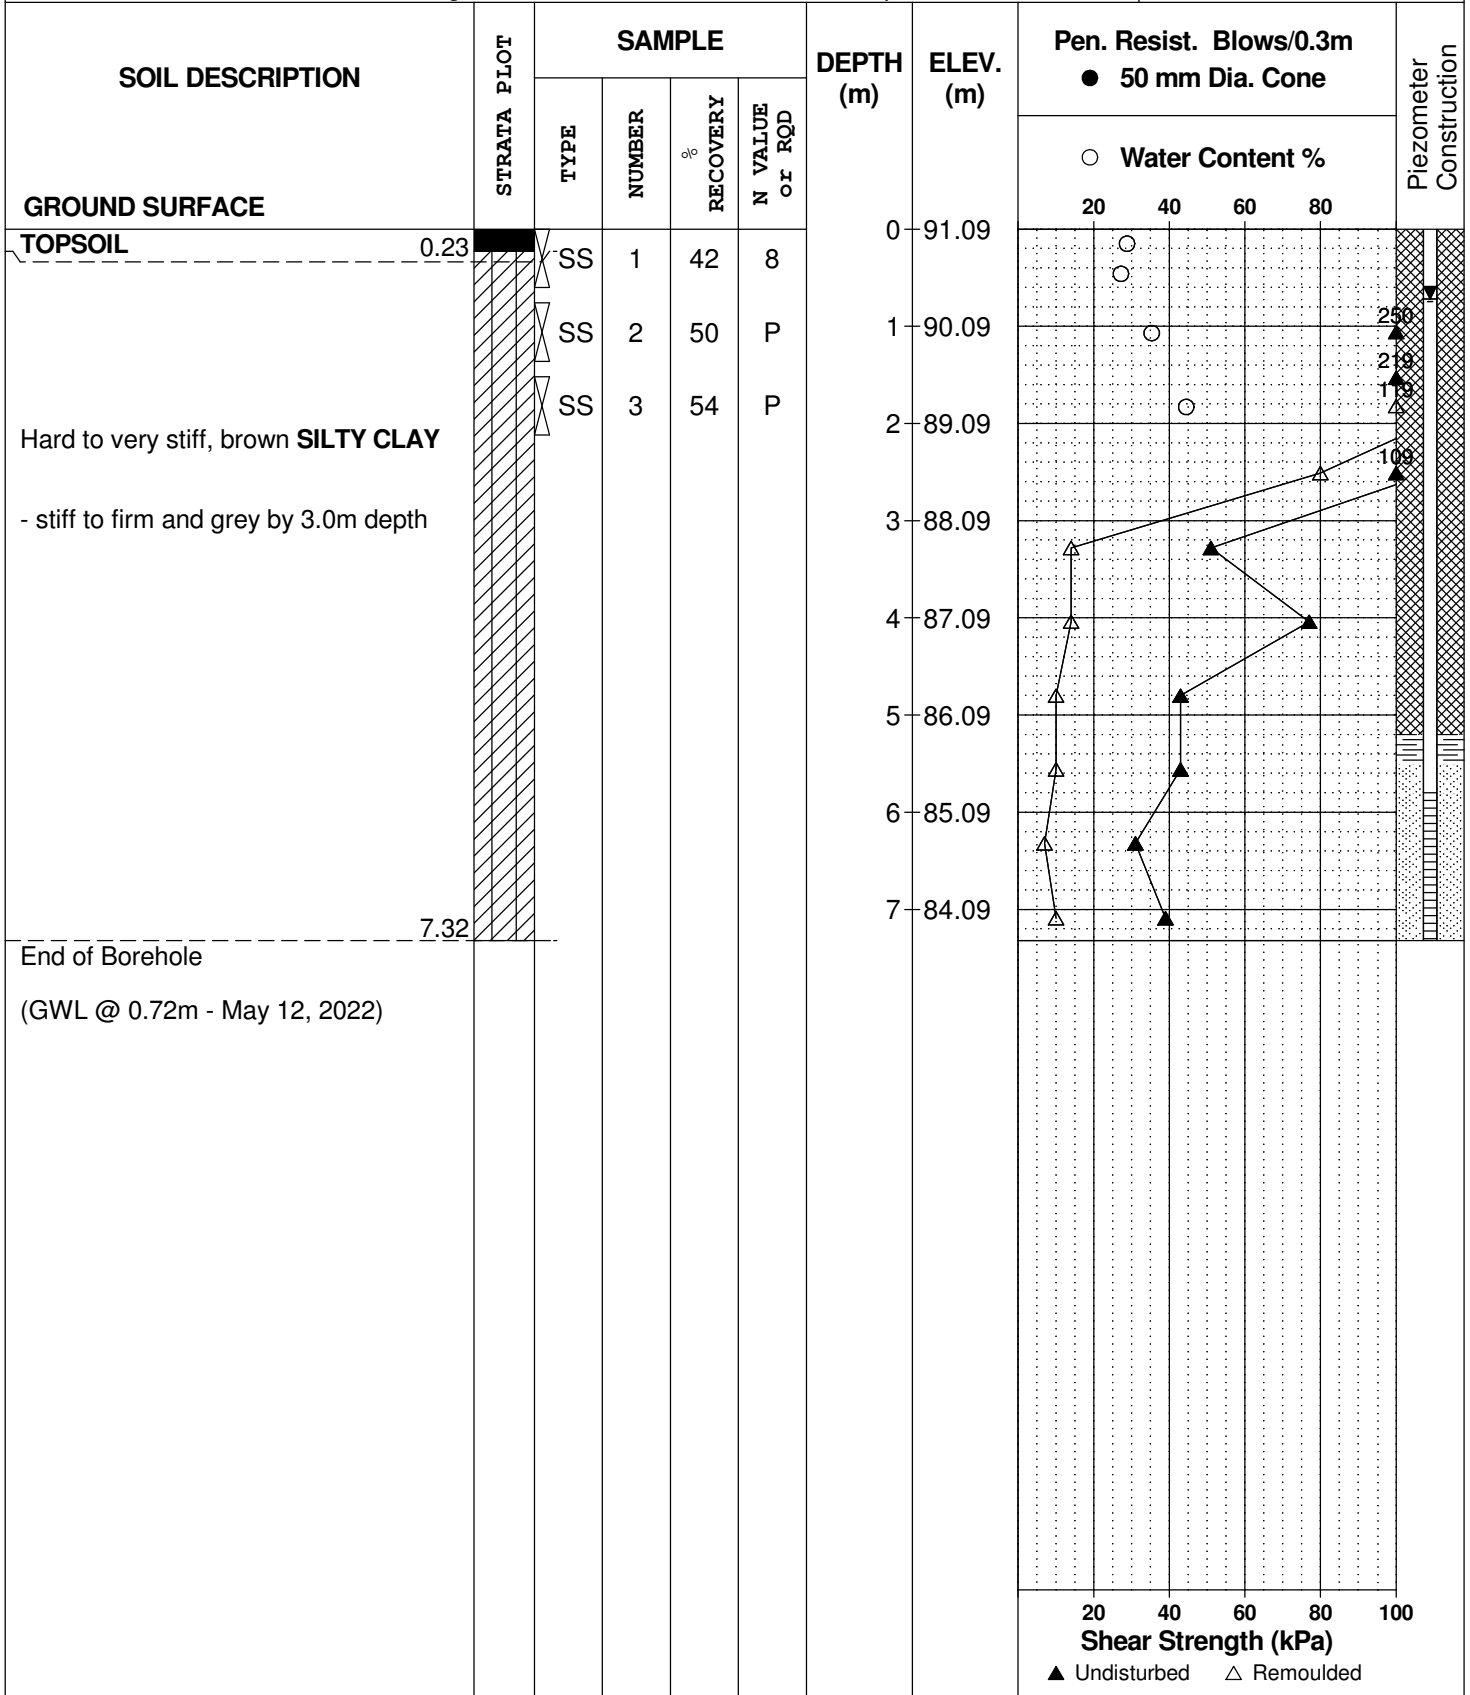 SOIL DESCRIPTION
GROUND SURFACE
STRATA PLOT
SAMPLE
TYPE
NUMBER
%
RECOVERY
N VALUE
or RQD
DEPTH
(m)
ELEV.
(m)
Pen. Resist. Blows/0.3m
● 50 mm Dia. Cone
○ Water Content %
20 40 60 80
Piezometer
Construction
TOPSOIL 0.23
SS 1 42 8
0 91.09
SS 2 50 P
1 90.09
250
219
SS 3 54 P
119
2 89.09
Hard to very stiff, brown SILTY CLAY
109
- stiff to firm and grey by 3.0m depth
3 88.09
4 87.09
5 86.09
6 85.09
7 84.09
7.32
End of Borehole
(GWL @ 0.72m - May 12, 2022)
20 40 60 80 100
Shear Strength (kPa)
▲ Undisturbed △ Remoulded